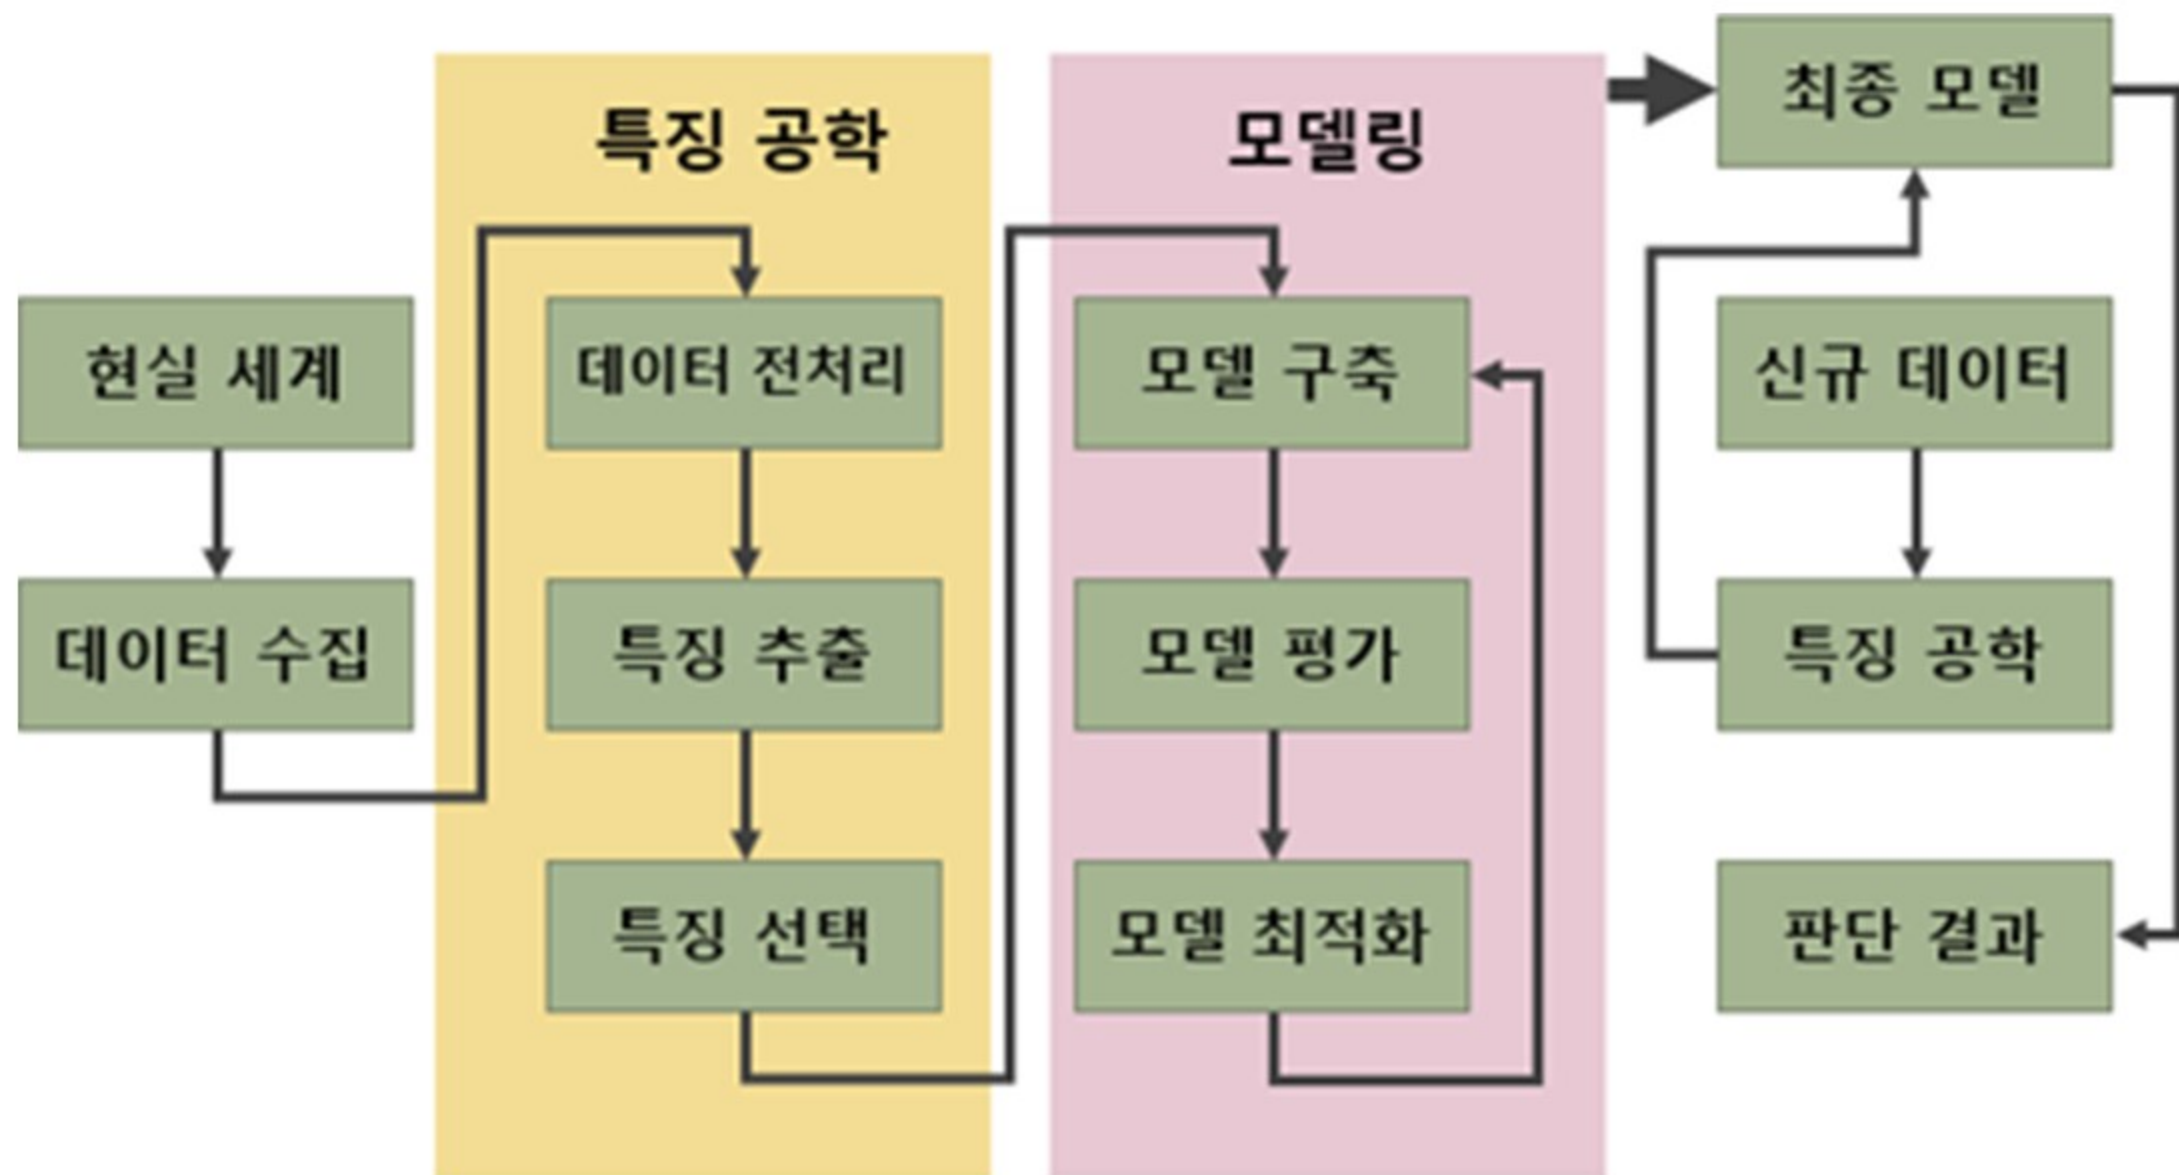 현실 세계
데이터 수집
특징 공학
데이터 전처리
특징 추출
특징 선택
모델링
모델 구축
모델 평가
모델 최적화
최종 모델
신규 데이터
특징 공학
판단 결과